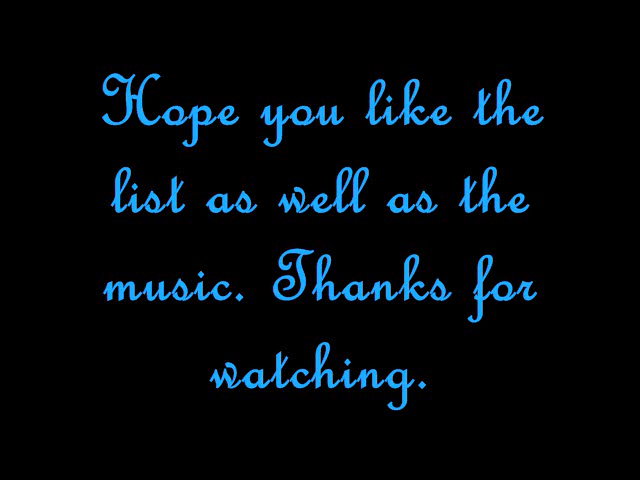 Hope you like the
list as well as the
music. Thanks for
watching.